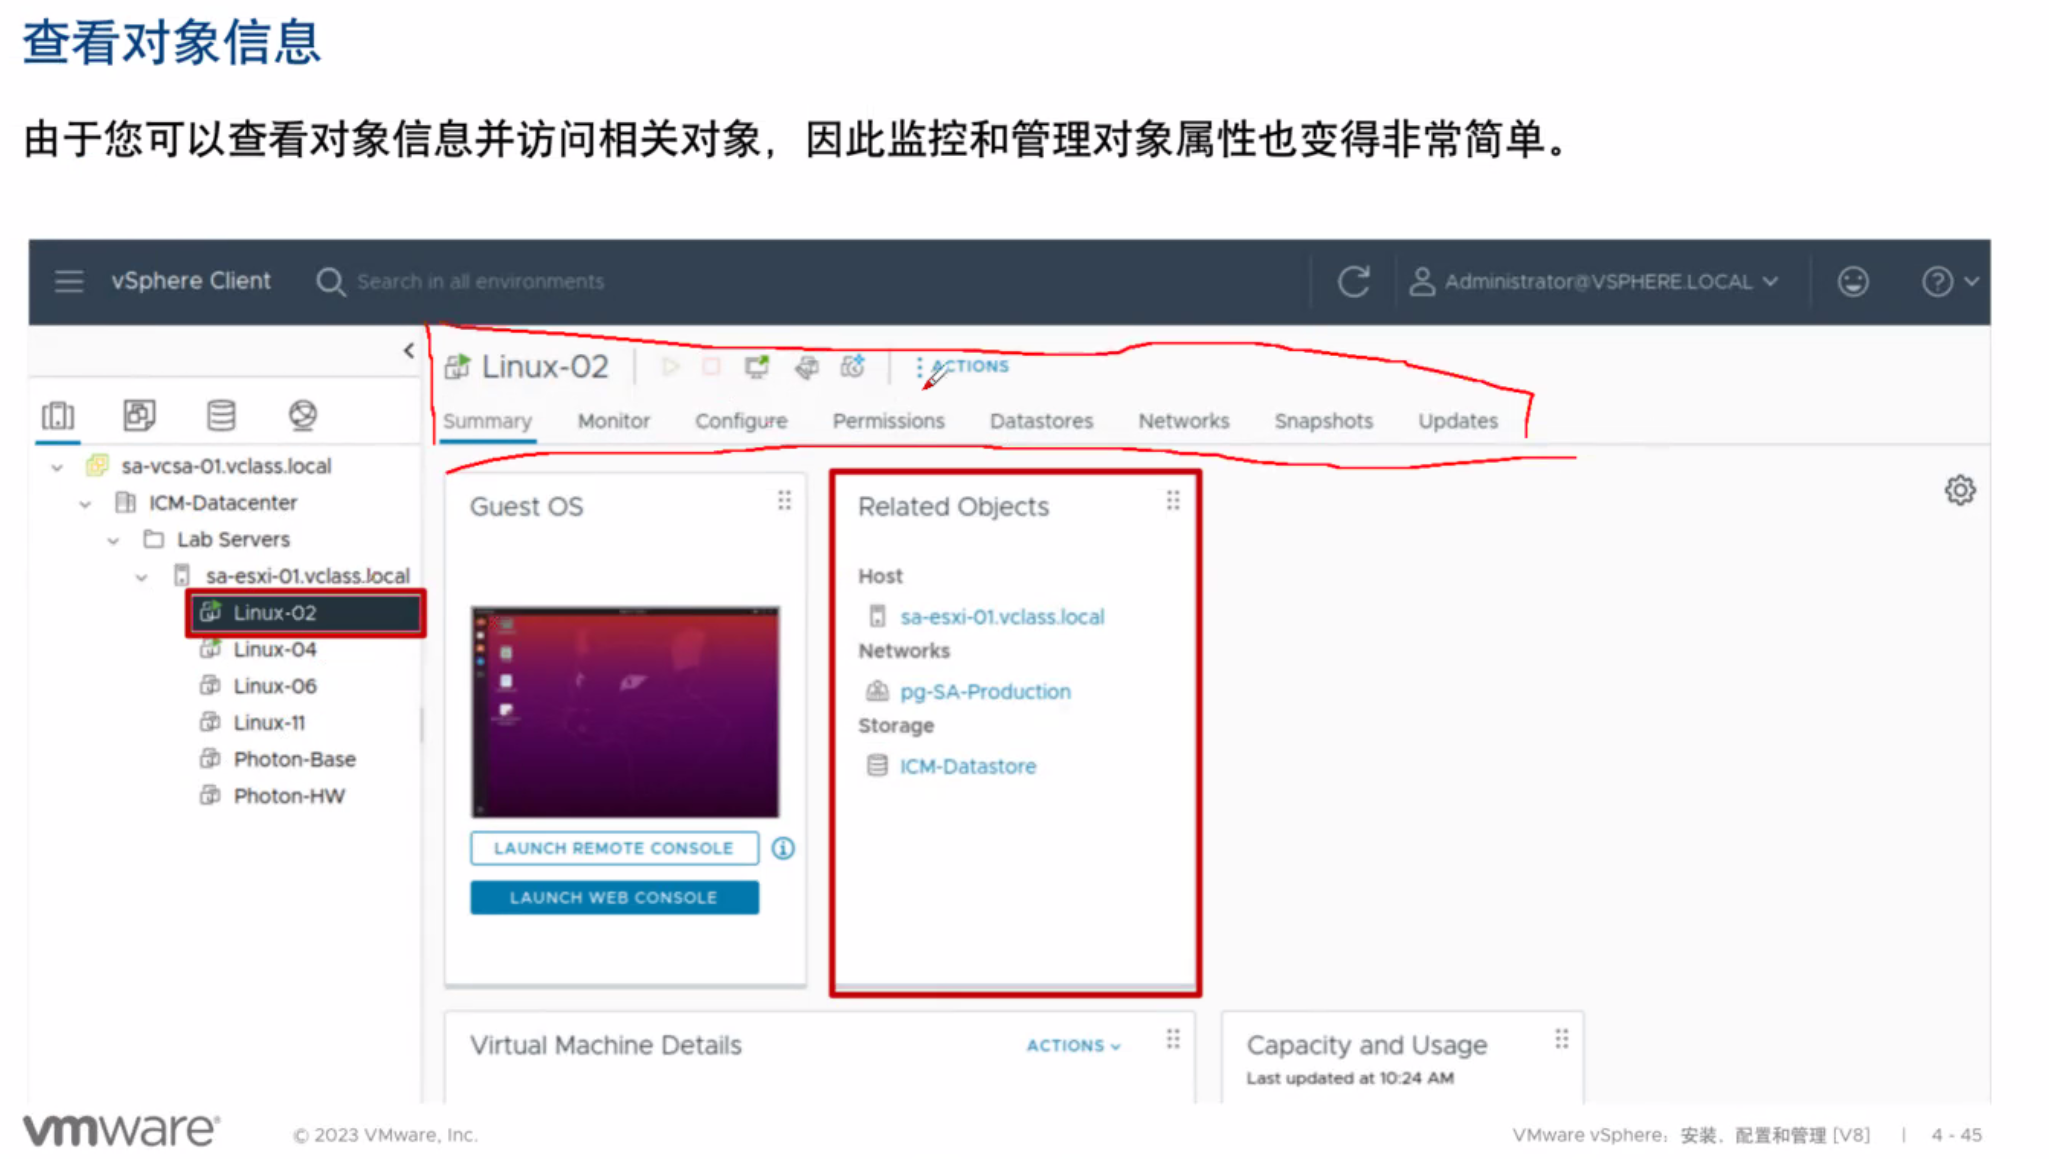 查看对象信息
由于您可以查看对象信息并访问相关对象，因此监控和管理对象属性也变得非常简单。
vSphere Client
Search in all environments
Administrator@VSPHERE.LOCAL
Linux-02
ACTIONS
Summary Monitor Configure Permissions Datastores Networks Snapshots Updates
sa-vcsa-01.vclass.local
ICM-Datacenter
Lab Servers
sa-esxi-01.vclass.local
Linux-02
Linux-04
Linux-06
Linux-11
Photon-Base
Photon-HW
Guest OS
LAUNCH REMOTE CONSOLE
LAUNCH WEB CONSOLE
Related Objects
Host
sa-esxi-01.vclass.local
Networks
pg-SA-Production
Storage
ICM-Datastore
Virtual Machine Details
ACTIONS
Capacity and Usage
Last updated at 10:24 AM
vmware®
© 2023 VMware, Inc.
VMware vSphere：安装、配置和管理 [V8] | 4 - 45